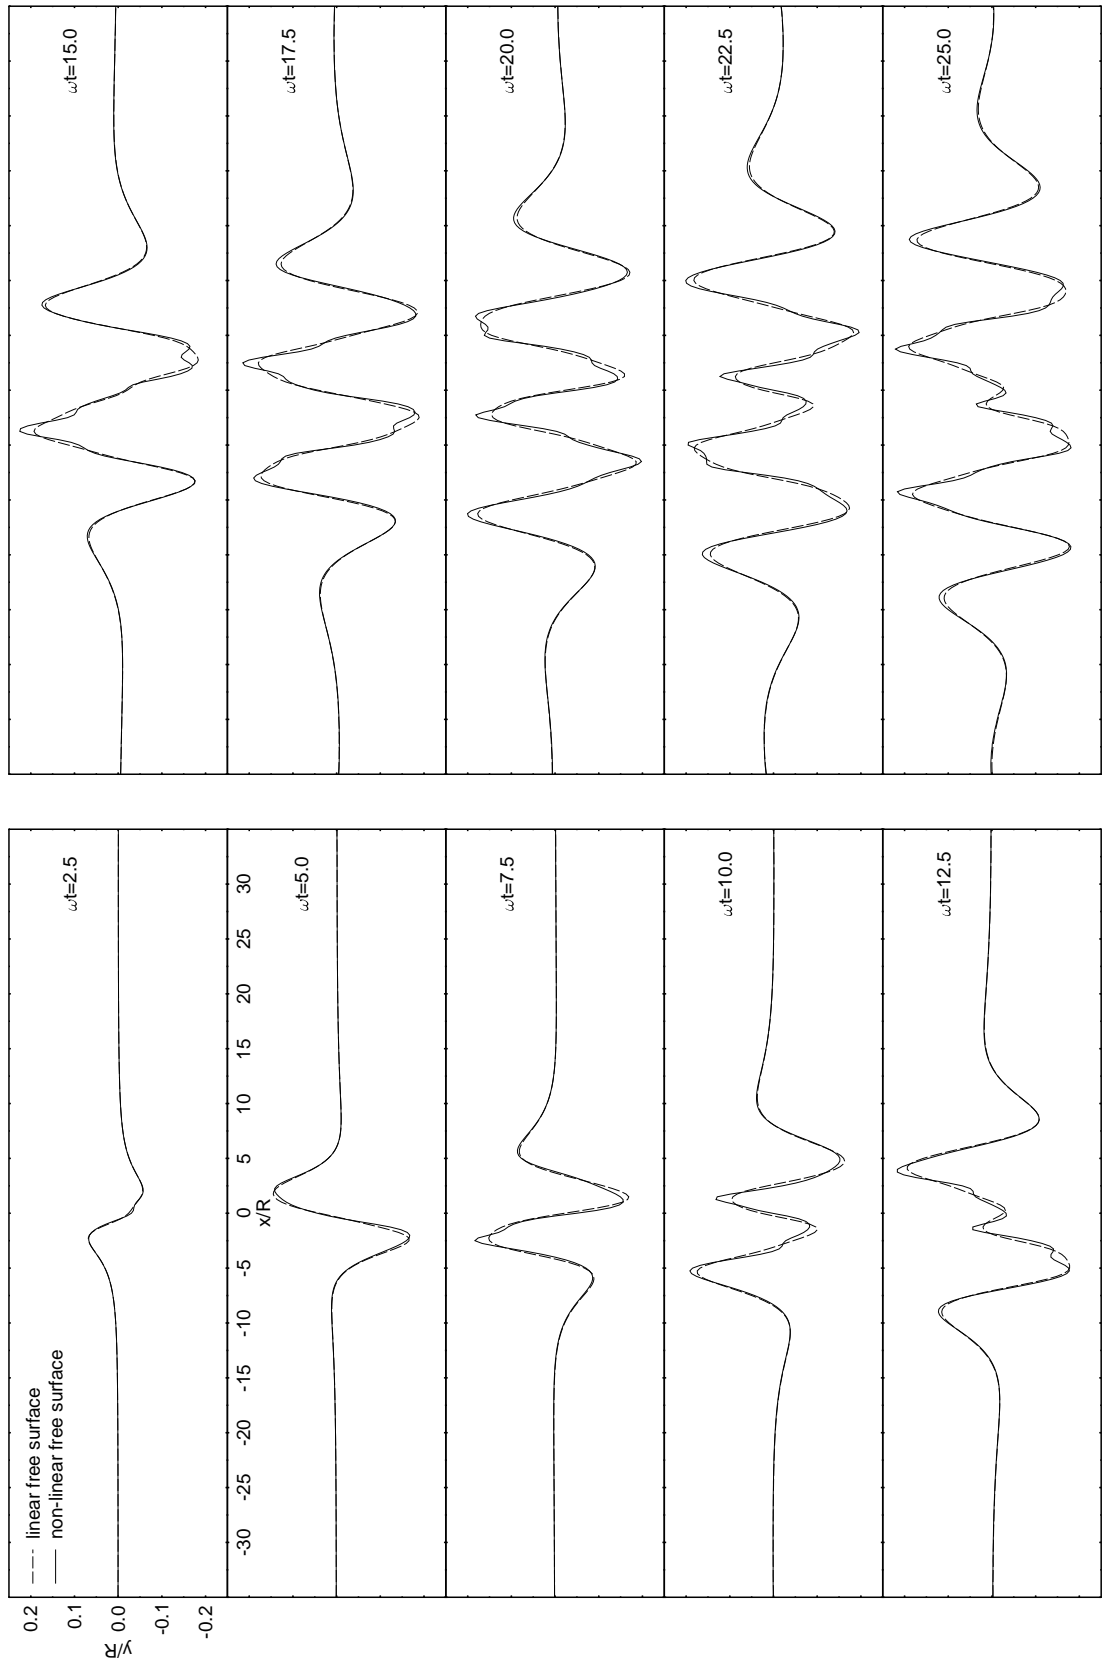 linear free surface
non-linear free surface
y/R
0.2
0.1
0.0
-0.1
-0.2
-30
-25
-20
-15
-10
-5
0
5
10
15
20
25
30
x/R
ωt=2.5
ωt=5.0
ωt=7.5
ωt=10.0
ωt=12.5
ωt=15.0
ωt=17.5
ωt=20.0
ωt=22.5
ωt=25.0